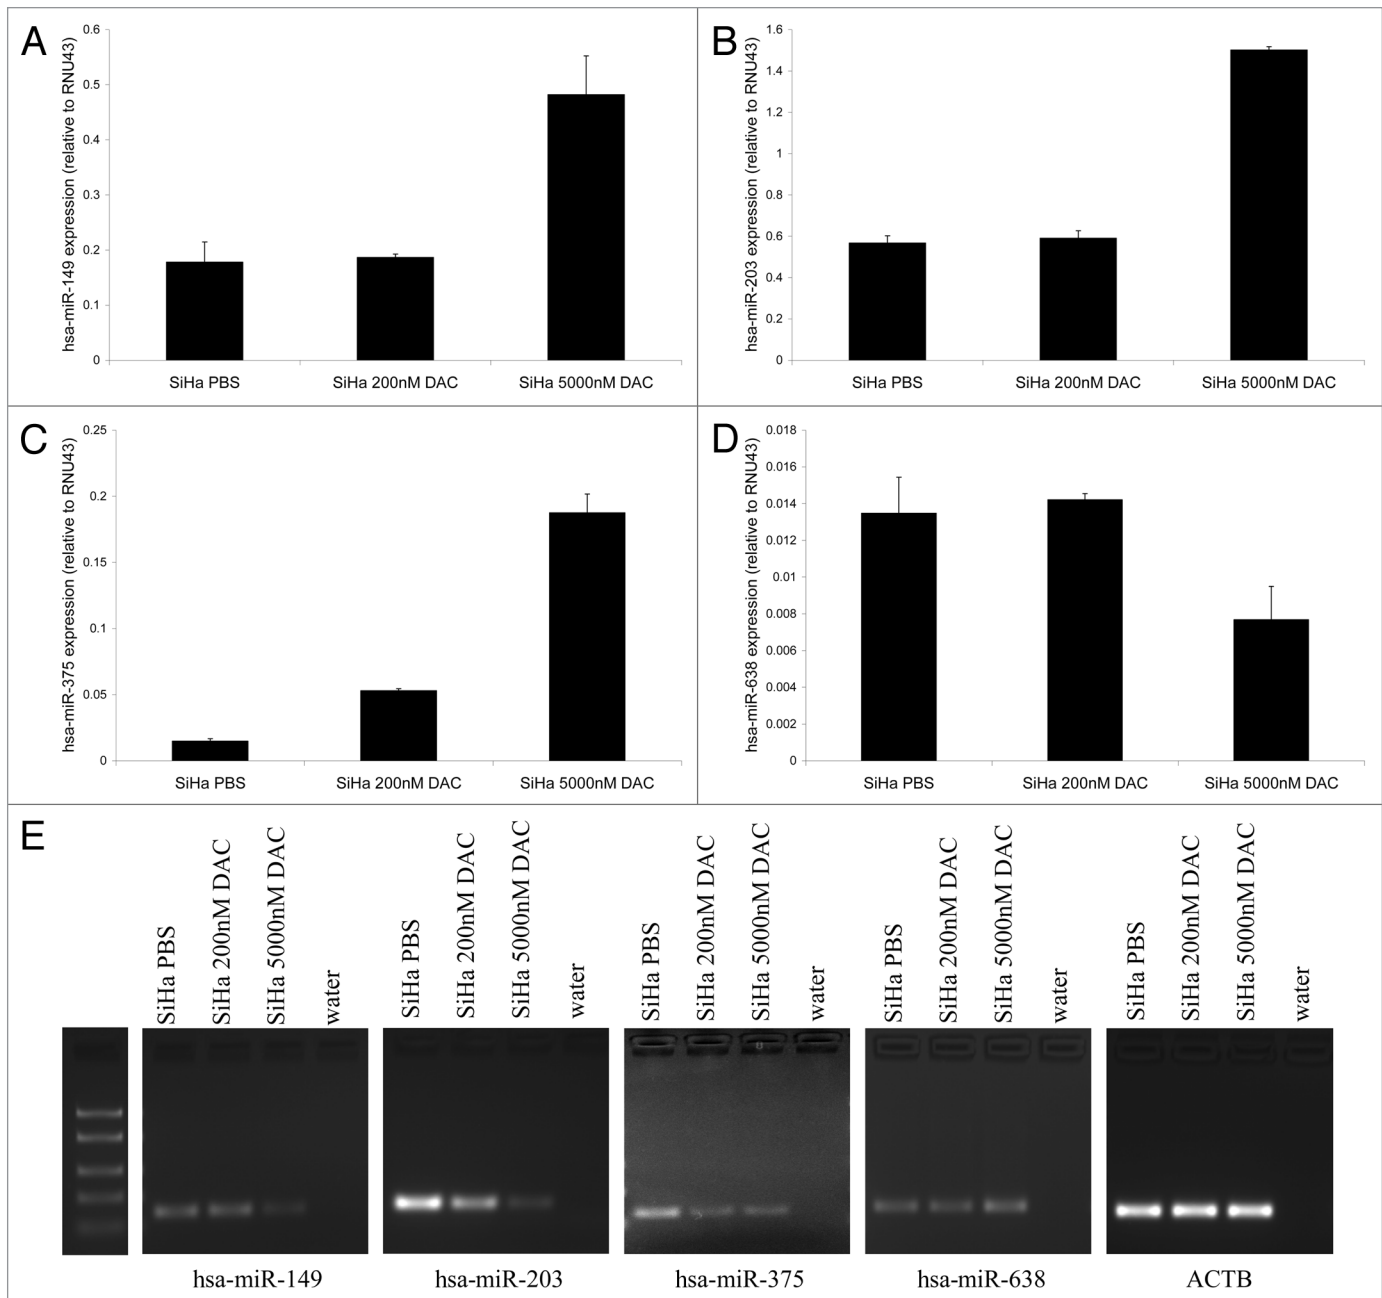 A
hsa-miR-149 expression (relative to RNU43)
0.6
0.5
0.4
0.3
0.2
0.1
0
SiHa PBS SiHa 200nM DAC SiHa 5000nM DAC
B
hsa-miR-203 expression (relative to RNU43)
1.6
1.4
1.2
1
0.8
0.6
0.4
0.2
0
SiHa PBS SiHa 200nM DAC SiHa 5000nM DAC
C
hsa-miR-375 expression (relative to RNU43)
0.25
0.2
0.15
0.1
0.05
0
SiHa PBS SiHa 200nM DAC SiHa 5000nM DAC
D
hsa-miR-638 expression (relative to RNU43)
0.018
0.016
0.014
0.012
0.01
0.008
0.006
0.004
0.002
0
SiHa PBS SiHa 200nM DAC SiHa 5000nM DAC
E
SiHa PBS
SiHa 200nM DAC
SiHa 5000nM DAC
water
SiHa PBS
SiHa 200nM DAC
SiHa 5000nM DAC
water
SiHa PBS
SiHa 200nM DAC
SiHa 5000nM DAC
water
SiHa PBS
SiHa 200nM DAC
SiHa 5000nM DAC
water
SiHa PBS
SiHa 200nM DAC
SiHa 5000nM DAC
water
hsa-miR-149 hsa-miR-203 hsa-miR-375 hsa-miR-638 ACTB